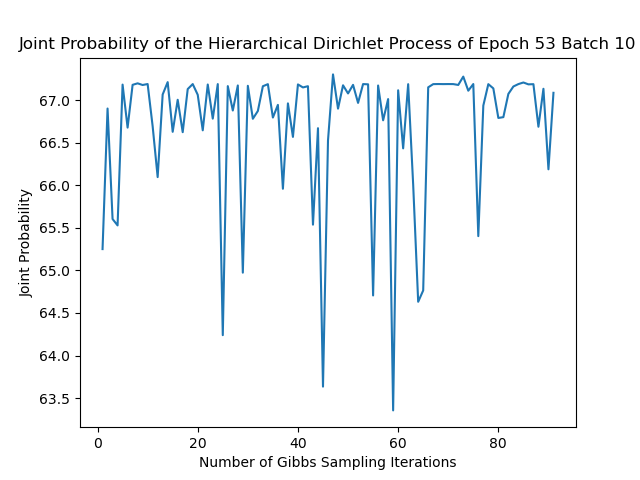 Joint Probability of the Hierarchical Dirichlet Process of Epoch 53 Batch 10
Joint Probability
67.0
66.5
66.0
65.5
65.0
64.5
64.0
63.5
0 20 40 60 80
Number of Gibbs Sampling Iterations